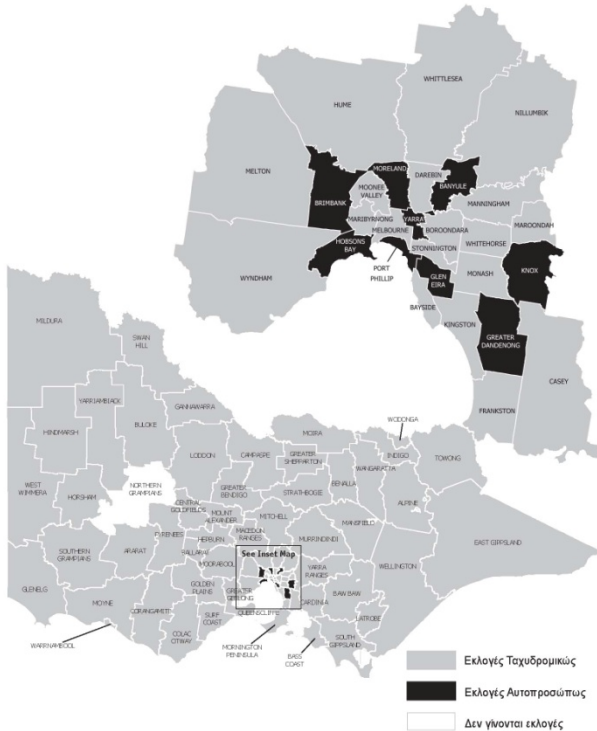 WHITTLESEA
HUME
NILLUMBIK
MELTON
MORELAND
DAREBIN
BANYULE
MOONEE
VALLEY
BRIMBANK
MANNINGHAM
MARIBYRNONG
YARRA
MAROONDAH
MELBOURNE
BOROONDARA
HOBSONS
BAY
WHITEHORSE
STONNINGTON
PORT
PHILLIP
WYNDHAM
GLEN
EIRA
MONASH
KNOX
BAYSIDE
KINGSTON
GREATER
DANDENONG
CASEY
FRANKSTON
MILDURA
SWAN
HILL
YARRIAMBIACK
BULOKE
GANNAWARRA
HINDMARSH
WODONGA
MOIRA
LODDON
CAMPASPE
GREATER
SHEPPARTON
INDIGO
TOWONG
WANGARATTA
WEST
WIMMERA
NORTHERN
GRAMPIANS
HORSHAM
GREATER
BENDIGO
STRATHBOGIE
BENALLA
ALPINE
CENTRAL
GOLDFIELDS
MOUNT
ALEXANDER
MITCHELL
MANSFIELD
PYRENEES
HEPBURN
MACEDON
RANGES
MURRINDINDI
EAST GIPPSLAND
SOUTHERN
GRAMPIANS
ARARAT
BALLARAT
MOORABOOL
See Inset Map
YARRA
RANGES
WELLINGTON
GLENELG
MOYNE
GOLDEN
PLAINS
GREATER
GEELONG
CARDINIA
BAW BAW
CORANGAMITE
SURF
COAST
QUEENSCLIFFE
LATROBE
COLAC
OTWAY
WARRNAMBOOL
MORNINGTON
PENINSULA
BASS
COAST
SOUTH
GIPPSLAND
Εκλογές Ταχυδρομικώς
Εκλογές Αυτοπροσώπως
Δεν γίνονται εκλογές